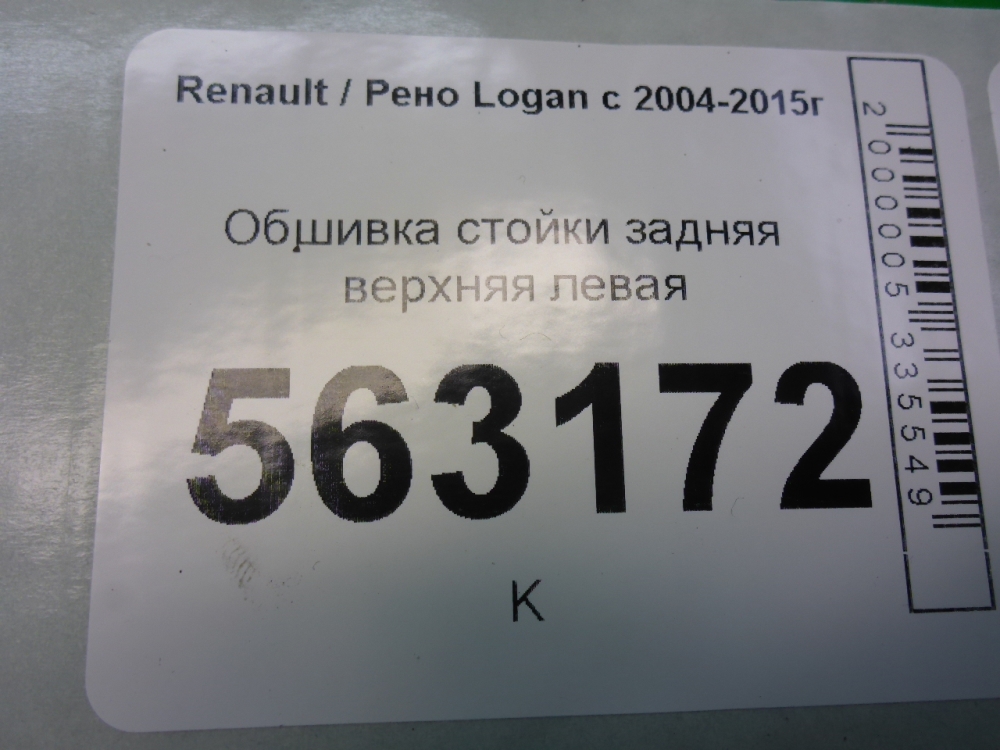 Renault / Рено Logan с 2004-2015г
Обшивка стойки задняя
верхняя левая
563172
К
2000005335549